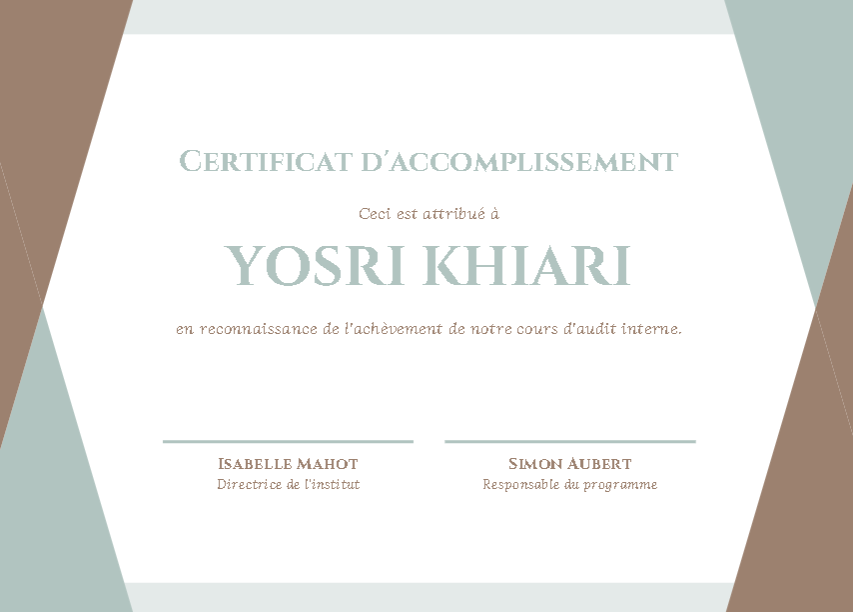 Certificat d'accomplissement
Ceci est attribué à
YOSRI KHIARI
en reconnaissance de l'achèvement de notre cours d'audit interne.
Isabelle Mahot
Directrice de l'institut
Simon Aubert
Responsable du programme